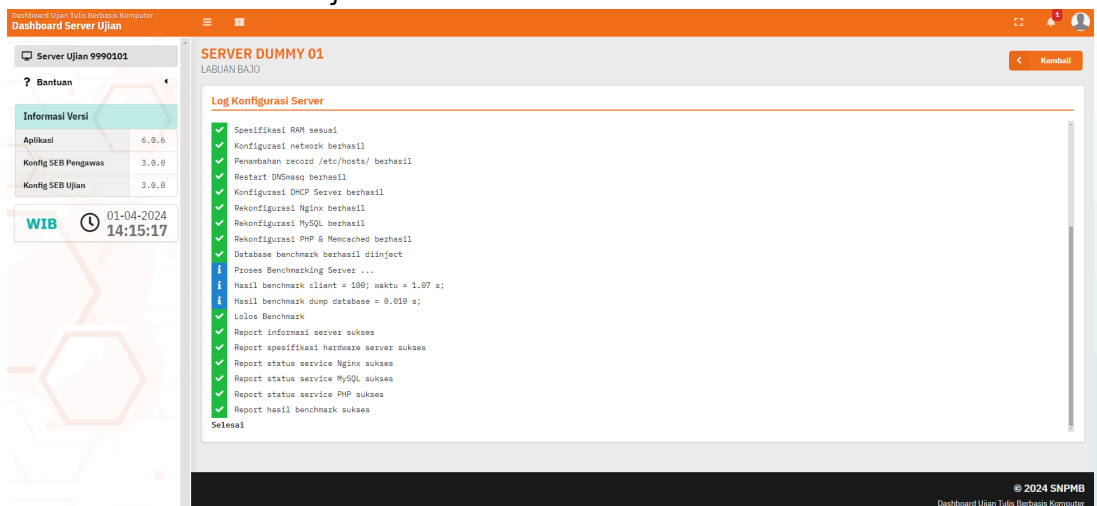 Dashboard Ujian Tulis Berbasis Komputer
Dashboard Server Ujian
1
Server Ujian 9990101
? Bantuan
Informasi Versi
Aplikasi 6.0.6
Konfig SEB Pengawas 3.0.0
Konfig SEB Ujian 3.0.0
WIB 01-04-2024
14:15:17
SERVER DUMMY 01
LABUAN BAJO
Kembali
Log Konfigurasi Server
Spesifikasi RAM sesuai
Konfigurasi network berhasil
Penambahan record /etc/hosts/ berhasil
Restart DNSmasq berhasil
Konfigurasi DHCP Server berhasil
Rekonfigurasi Nginx berhasil
Rekonfigurasi MySQL berhasil
Rekonfigurasi PHP & Memcached berhasil
Database benchmark berhasil diinject
Proses Benchmarking Server ...
Hasil benchmark client = 100; waktu = 1.07 s;
Hasil benchmark dump database = 0.010 s;
Lolos Benchmark
Report informasi server sukses
Report spesifikasi hardware server sukses
Report status service Nginx sukses
Report status service MySQL sukses
Report status service PHP sukses
Report hasil benchmark sukses
Selesai
© 2024 SNPMB
Dashboard Ujian Tulis Berbasis Komputer